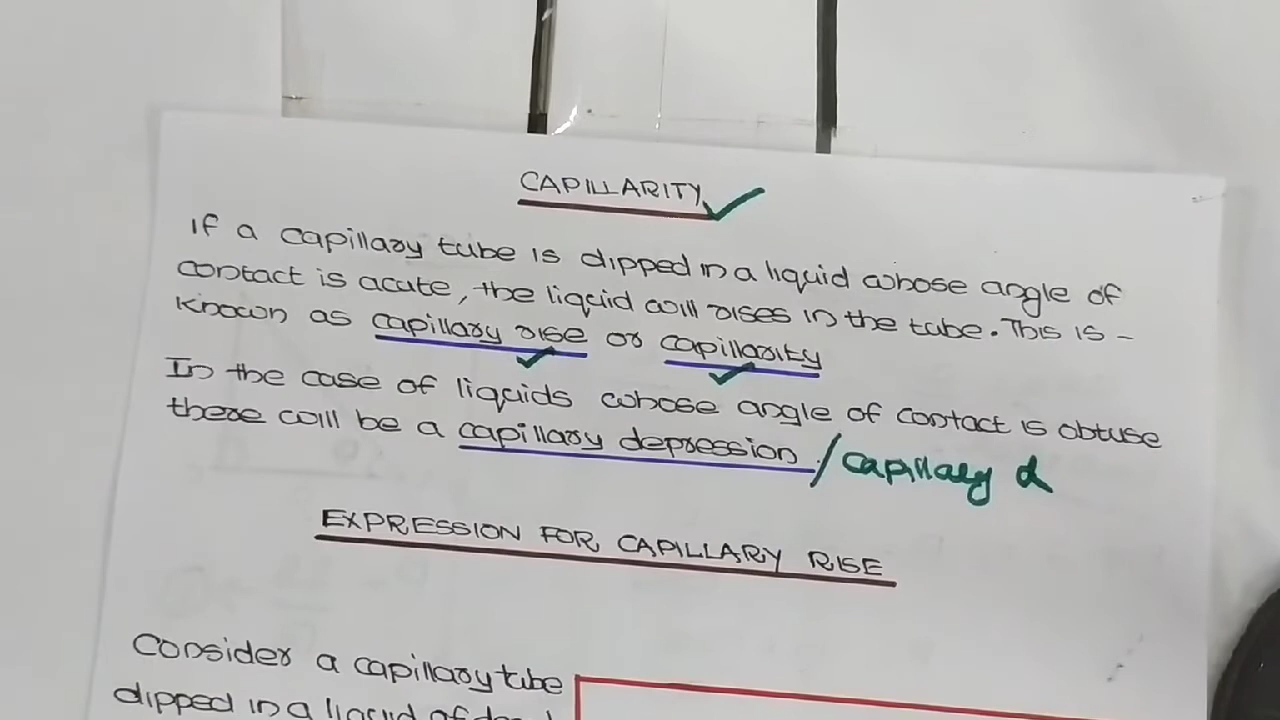 CAPILLARITY
If a capillary tube is dipped in a liquid whose angle of
contact is acute, the liquid will rises in the tube. This is -
known as capillary rise or capillarity
In the case of liquids whose angle of contact is obtuse
there will be a capillary depression / capillary d
EXPRESSION FOR CAPILLARY RISE
Consider a capillary tube
dipped in a liquid of